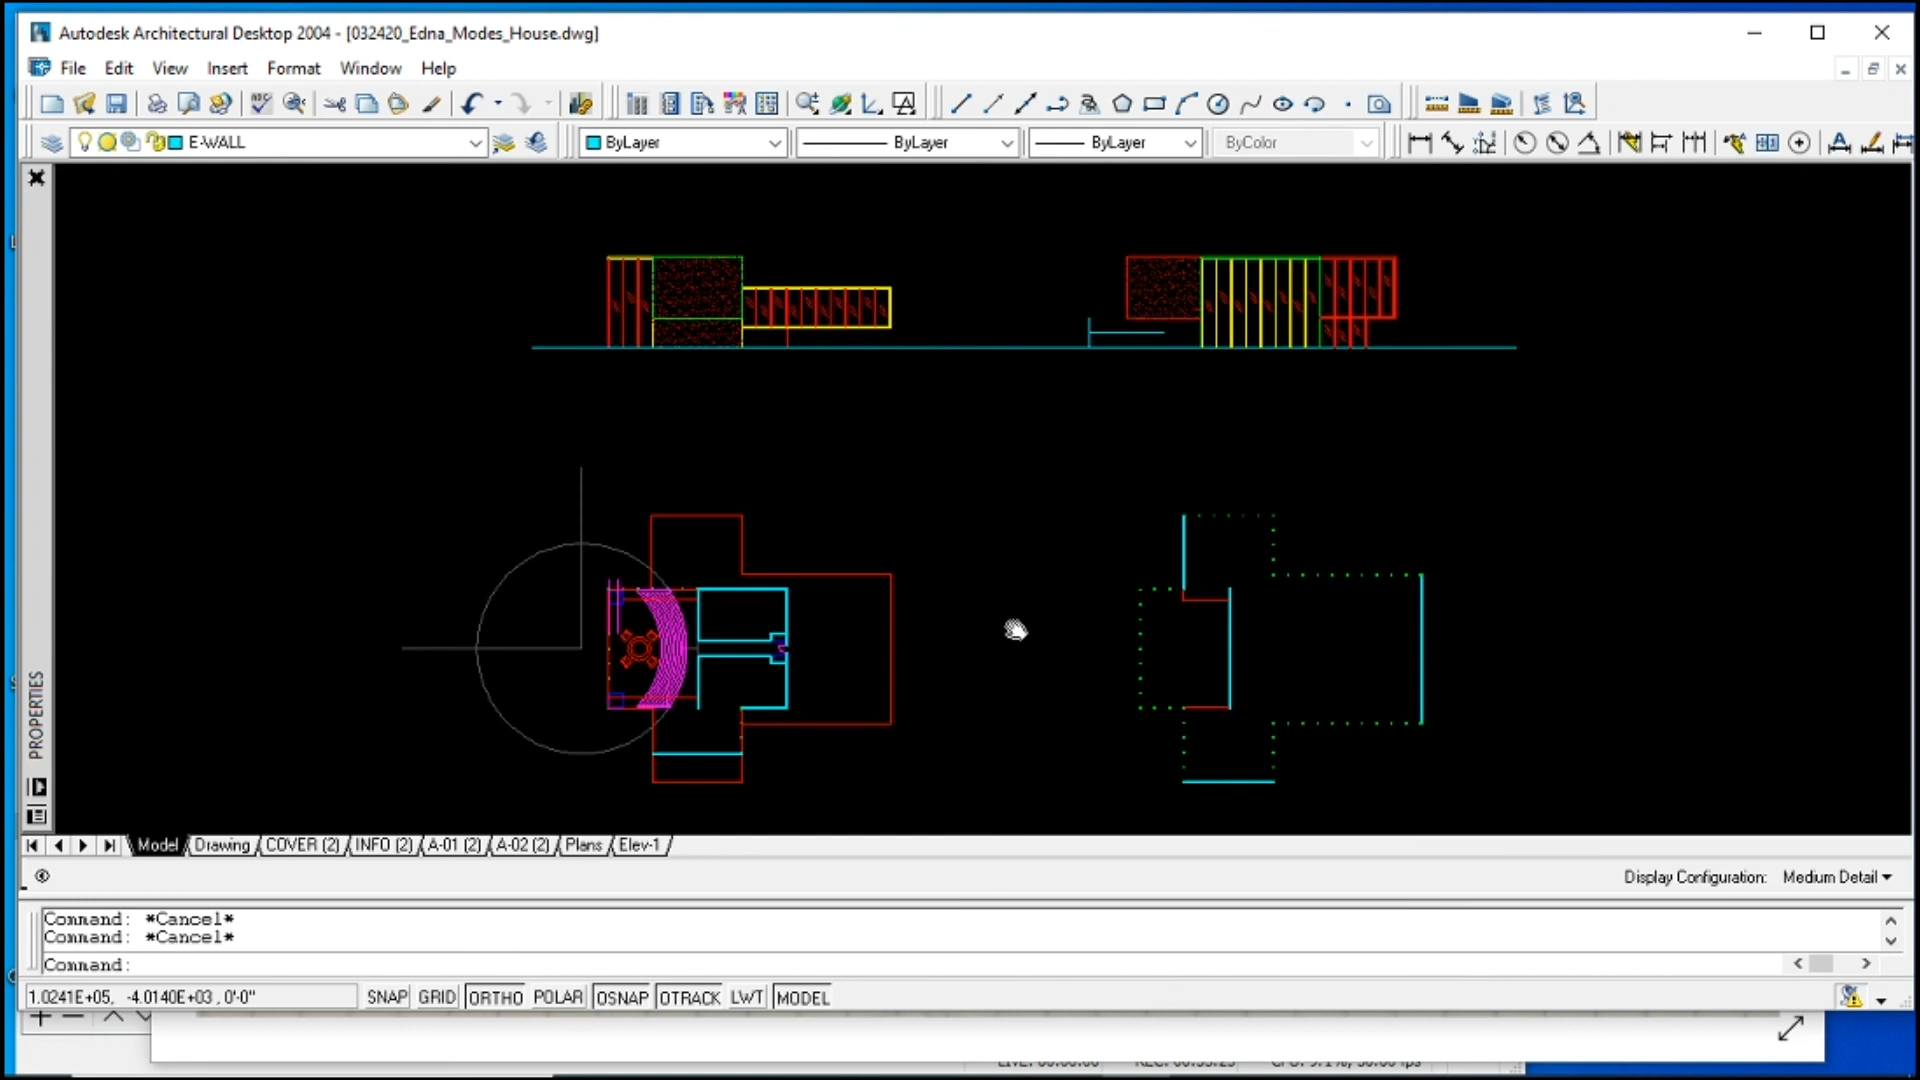 Autodesk Architectural Desktop 2004 - [032420_Edna_Modes_House.dwg]
File Edit View Insert Format Window Help
E-WALL ByLayer ByLayer ByLayer ByColor
PROPERTIES
Model Drawing COVER (2) INFO (2) A-01 (2) A-02 (2) Plans Elev-1
Display Configuration: Medium Detail
Command: *Cancel*
Command: *Cancel*
Command:
1.0241E+05, -4.0140E+03 , 0'-0" SNAP GRID ORTHO POLAR OSNAP OTRACK LWT MODEL